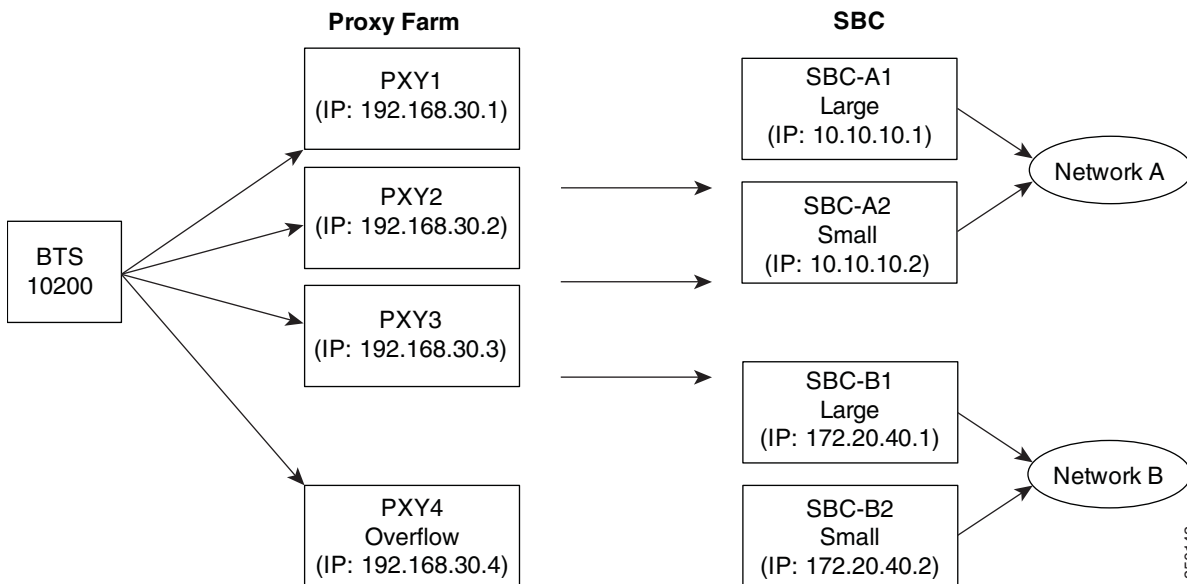 Proxy Farm
SBC
BTS
10200
PXY1
(IP: 192.168.30.1)
PXY2
(IP: 192.168.30.2)
PXY3
(IP: 192.168.30.3)
PXY4
Overflow
(IP: 192.168.30.4)
SBC-A1
Large
(IP: 10.10.10.1)
SBC-A2
Small
(IP: 10.10.10.2)
SBC-B1
Large
(IP: 172.20.40.1)
SBC-B2
Small
(IP: 172.20.40.2)
Network A
Network B